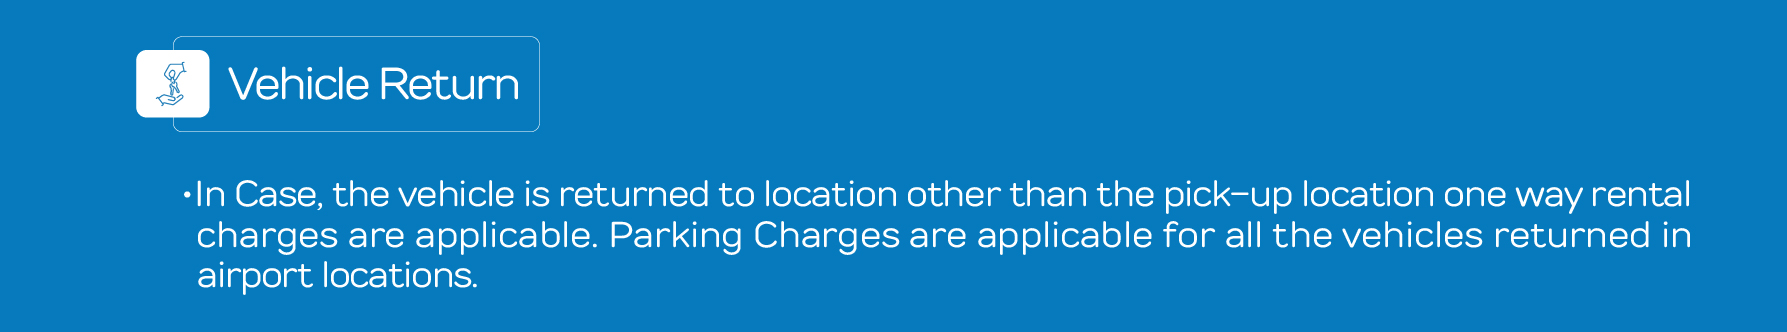 Vehicle Return
•In Case, the vehicle is returned to location other than the pick-up location one way rental
charges are applicable. Parking Charges are applicable for all the vehicles returned in
airport locations.